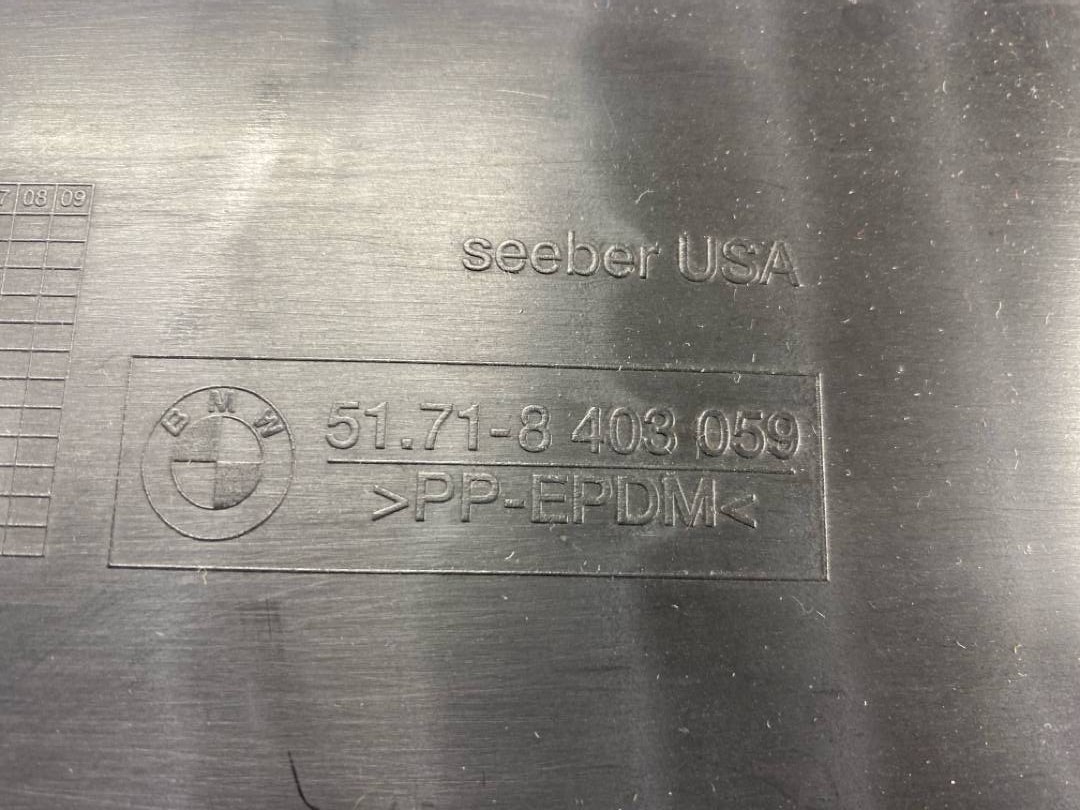 08 09
seeber USA
BMW
51.71-8 403 059
>PP-EPDM<